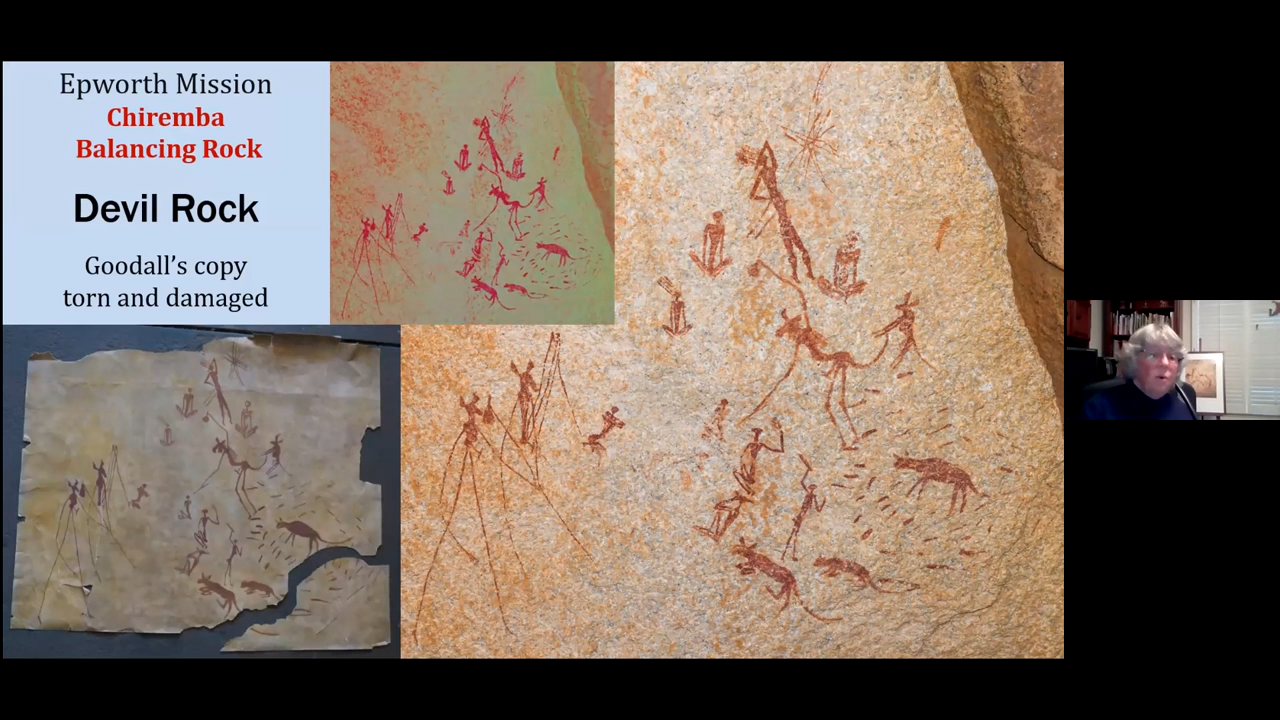 Epworth Mission
Chiremba
Balancing Rock
Devil Rock
Goodall’s copy
torn and damaged